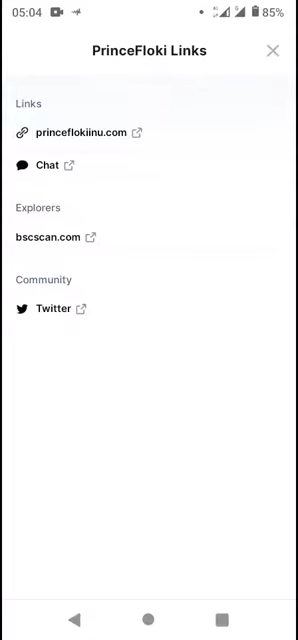 05:04
85%
PrinceFloki Links
Links
princeflokiinu.com
Chat
Explorers
bscscan.com
Community
Twitter